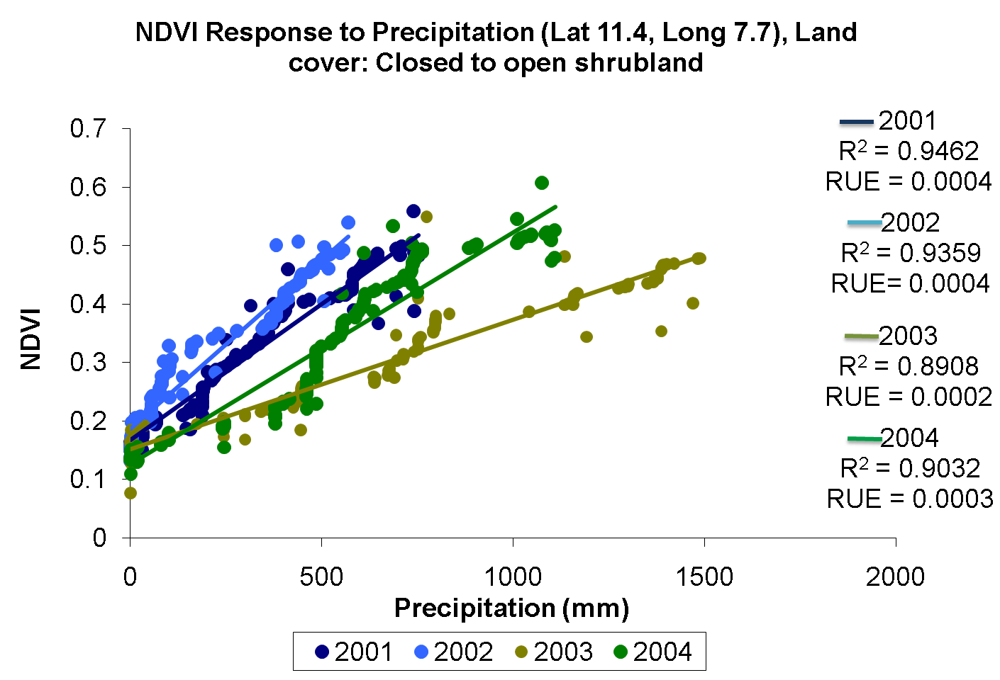 NDVI Response to Precipitation (Lat 11.4, Long 7.7), Land
cover: Closed to open shrubland
2001
R² = 0.9462
RUE = 0.0004
2002
R² = 0.9359
RUE= 0.0004
2003
R² = 0.8908
RUE = 0.0002
2004
R² = 0.9032
RUE = 0.0003
NDVI
0.7
0.6
0.5
0.4
0.3
0.2
0.1
0
0 500 1000 1500 2000
Precipitation (mm)
2001 2002 2003 2004